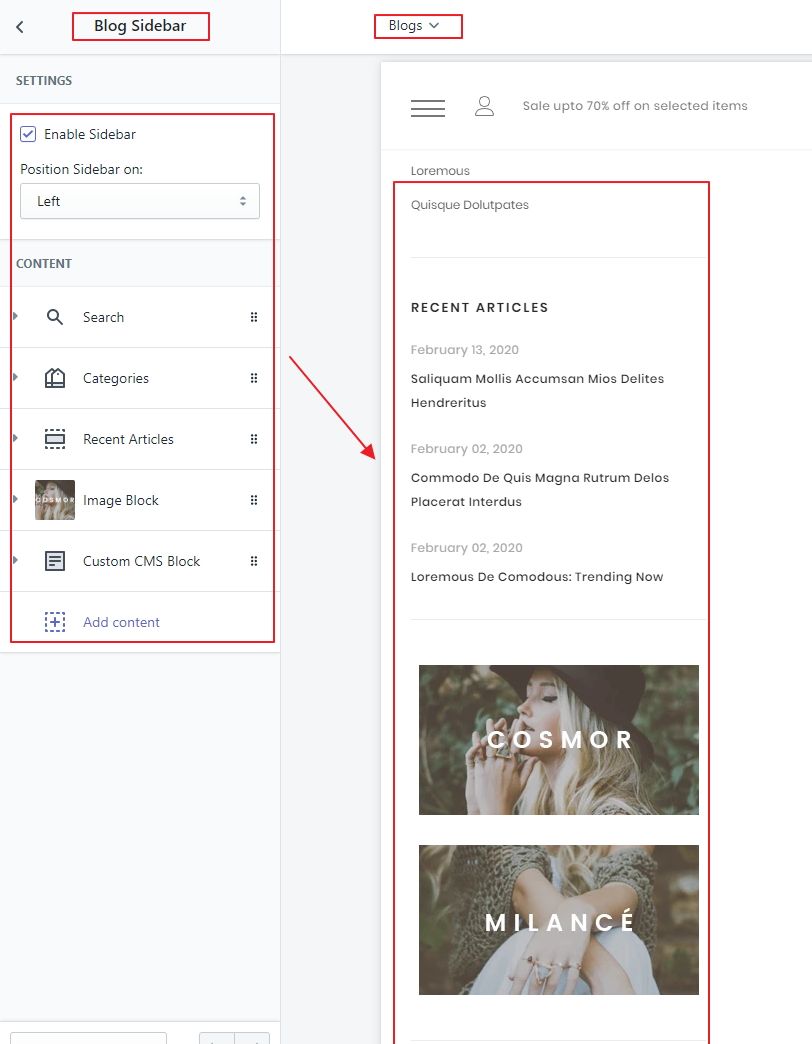 Blog Sidebar
Blogs
SETTINGS
Enable Sidebar
Position Sidebar on:
Left
CONTENT
Search
Categories
Recent Articles
COSMOR
Image Block
Custom CMS Block
Add content
Sale upto 70% off on selected items
Loremous
Quisque Dolutpates
RECENT ARTICLES
February 13, 2020
Saliquam Mollis Accumsan Mios Delites
Hendreritus
February 02, 2020
Commodo De Quis Magna Rutrum Delos
Placerat Interdus
February 02, 2020
Loremous De Comodous: Trending Now
COSMOR
MILANCÉ